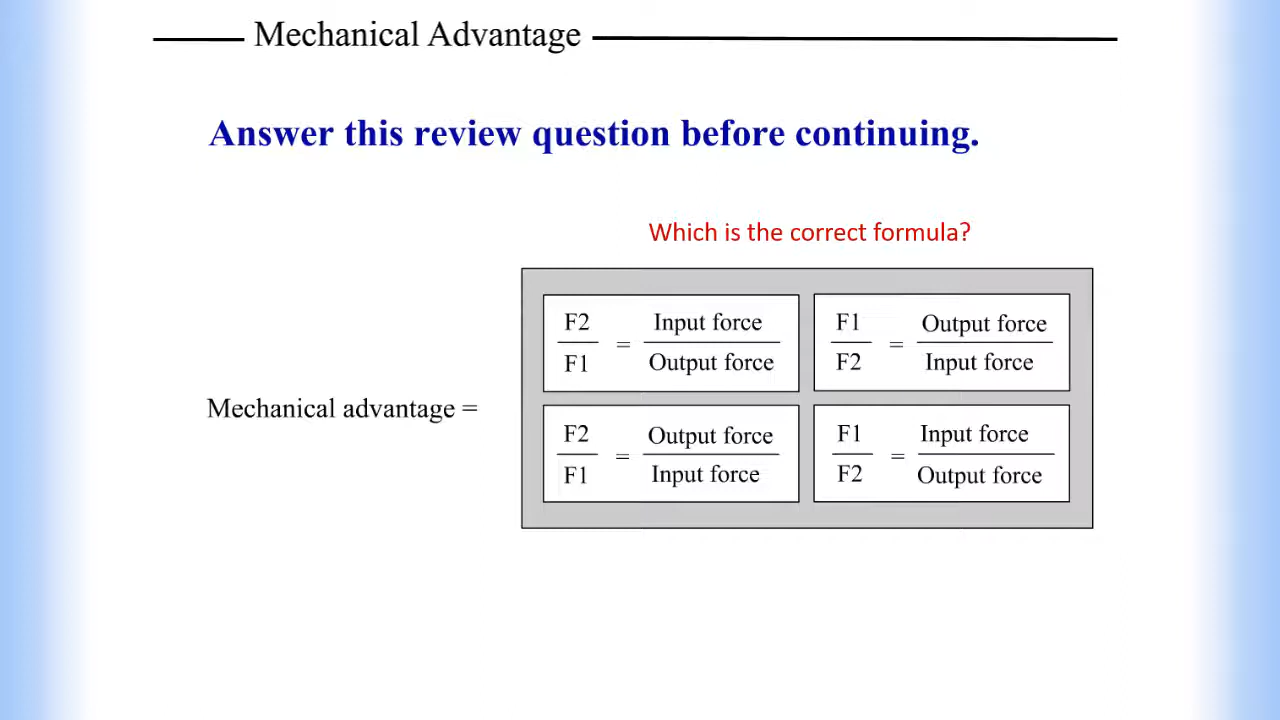 Mechanical Advantage
Answer this review question before continuing.
Which is the correct formula?
Mechanical advantage =
F2
F1
=
Input force
Output force
F1
F2
=
Output force
Input force
F2
F1
=
Output force
Input force
F1
F2
=
Input force
Output force